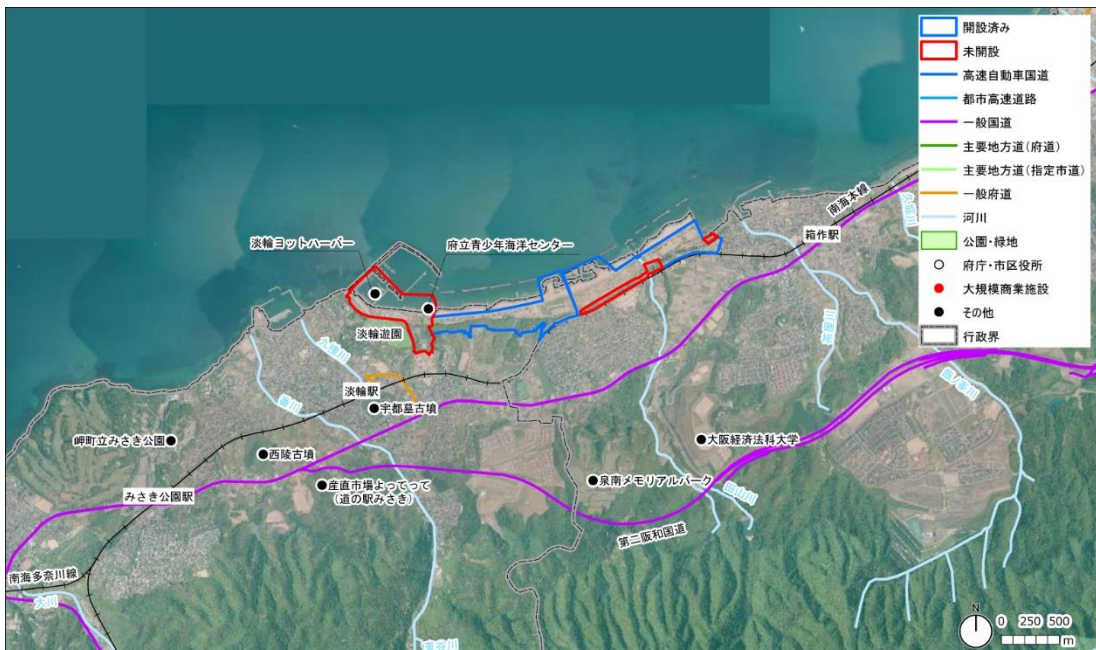 開設済み
未開設
高速自動車国道
都市高速道路
一般国道
主要地方道(府道)
主要地方道(指定市道)
一般府道
河川
公園・緑地
府庁・市区役所
大規模商業施設
その他
行政界
南海本線
箱作駅
淡輪ヨットハーバー
府立青少年海洋センター
淡輪遊園
淡輪駅
番川
宇都墓古墳
岬町立みさき公園
西陵古墳
大阪経済法科大学
みさき公園駅
産直市場よってって
(道の駅みさき)
泉南メモリアルパーク
第二阪和国道
南海多奈川線
大川
東谷川
N
0 250 500
m